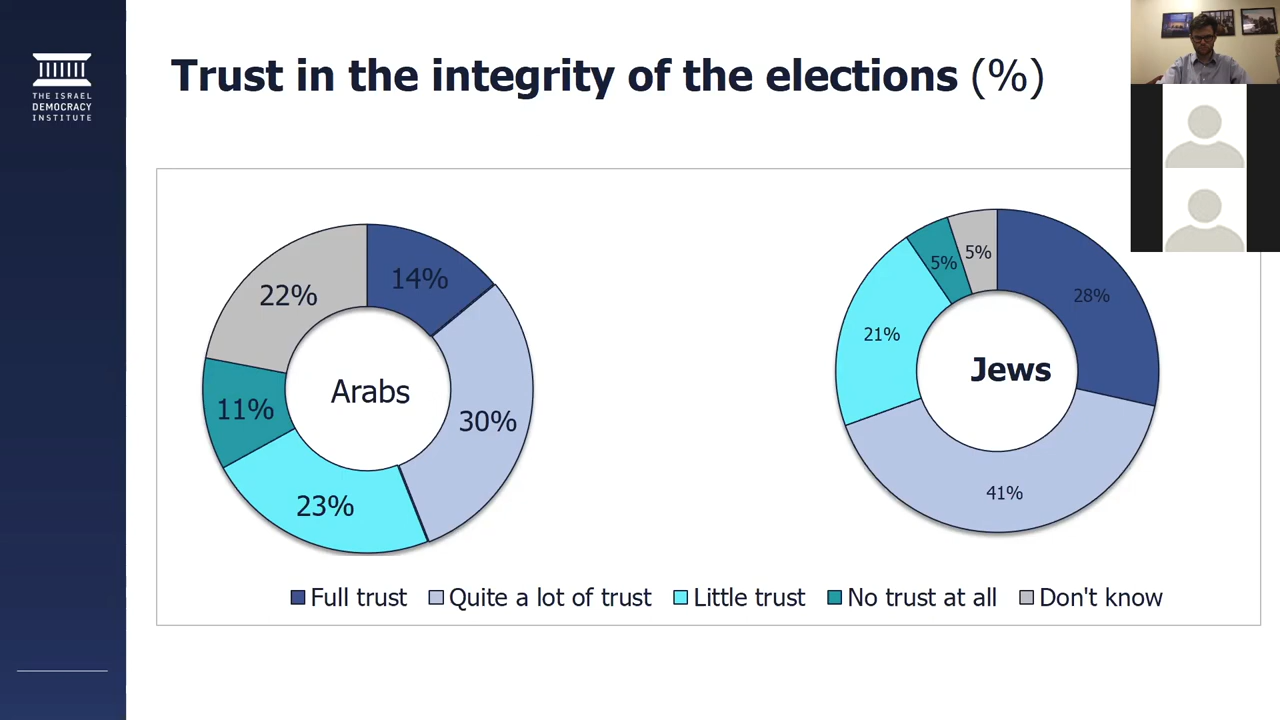 THE ISRAEL
DEMOCRACY
INSTITUTE
Trust in the integrity of the elections (%)
14%
30%
23%
11%
22%
Arabs
28%
41%
21%
5%
5%
Jews
Full trust Quite a lot of trust Little trust No trust at all Don't know